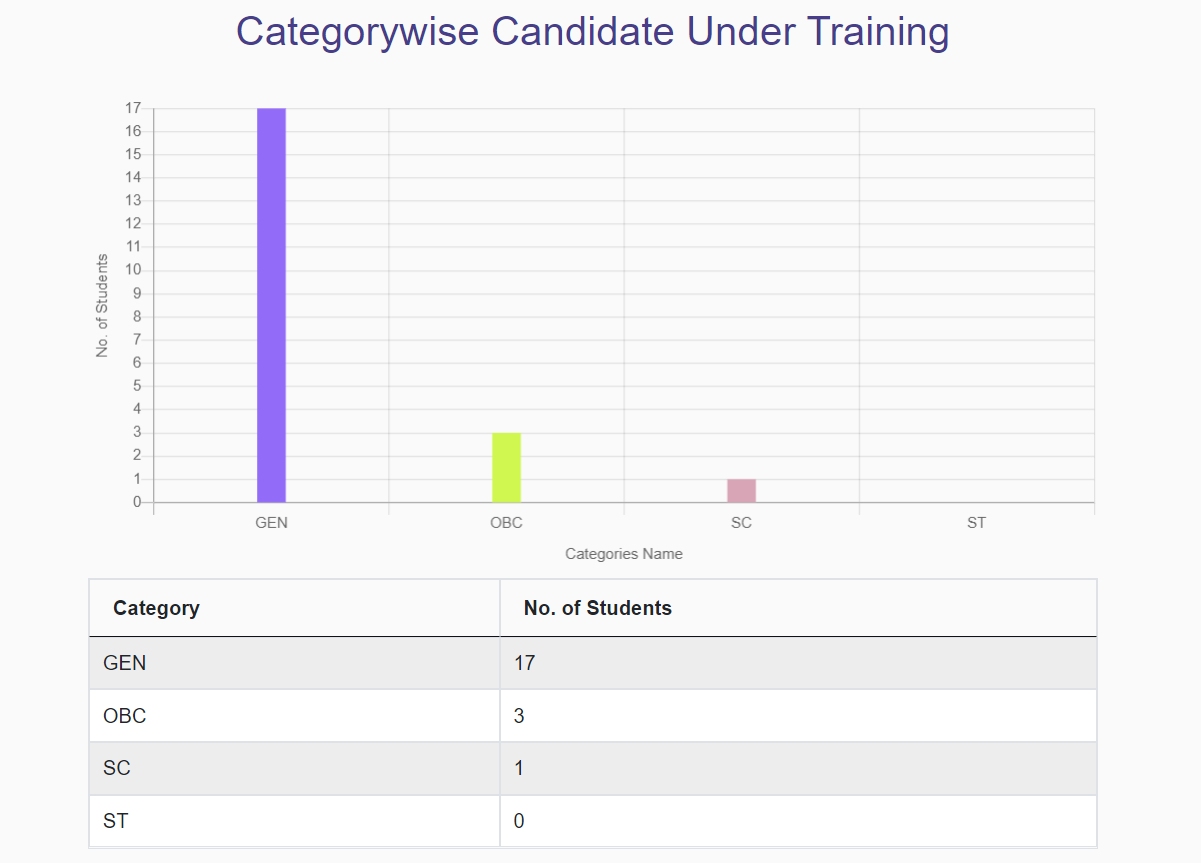 Categorywise Candidate Under Training
17
16
15
14
13
12
11
10
9
8
7
6
5
4
3
2
1
0
No. of Students
GEN OBC SC ST
Categories Name
Category No. of Students
GEN 17
OBC 3
SC 1
ST 0